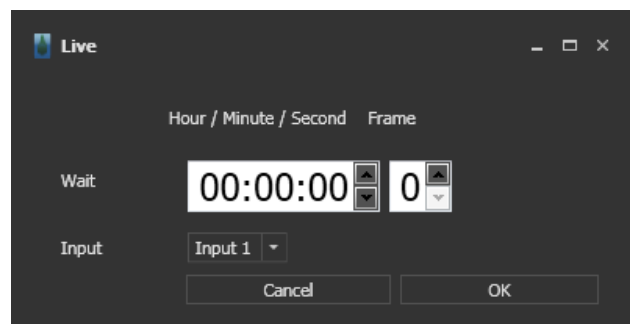 Live
Hour / Minute / Second Frame
Wait 00:00:00 0
Input Input 1
Cancel OK